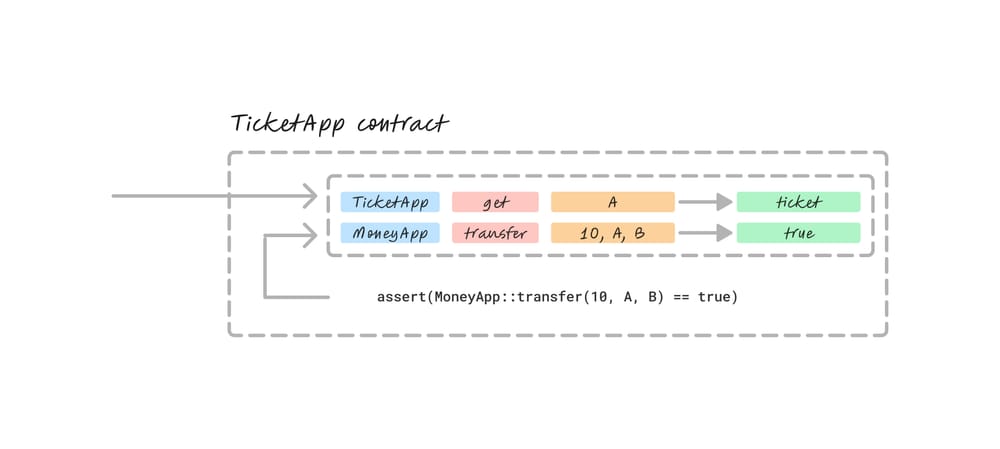 TicketApp contract
TicketApp get A ticket
MoneyApp transfer 10, A, B true
assert(MoneyApp::transfer(10, A, B) == true)